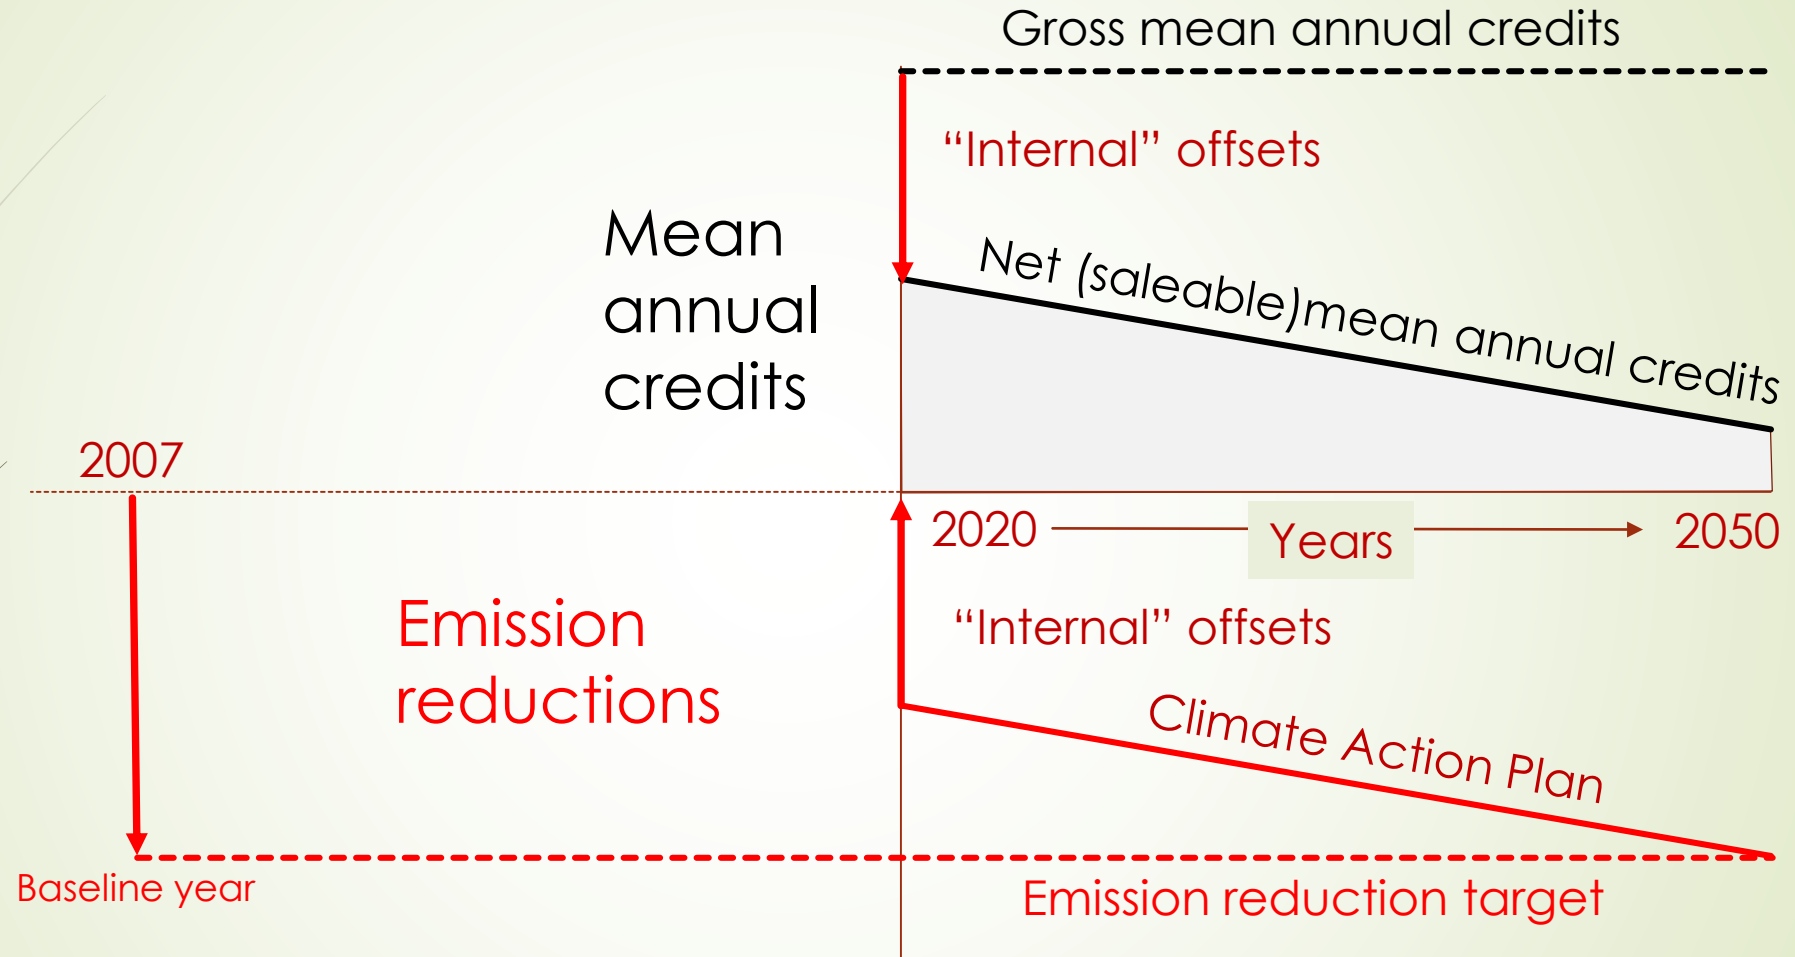 Gross mean annual credits
“Internal” offsets
Mean
annual
credits
Net (saleable)mean annual credits
2007
2020
Years
2050
Emission
reductions
“Internal” offsets
Climate Action Plan
Baseline year
Emission reduction target